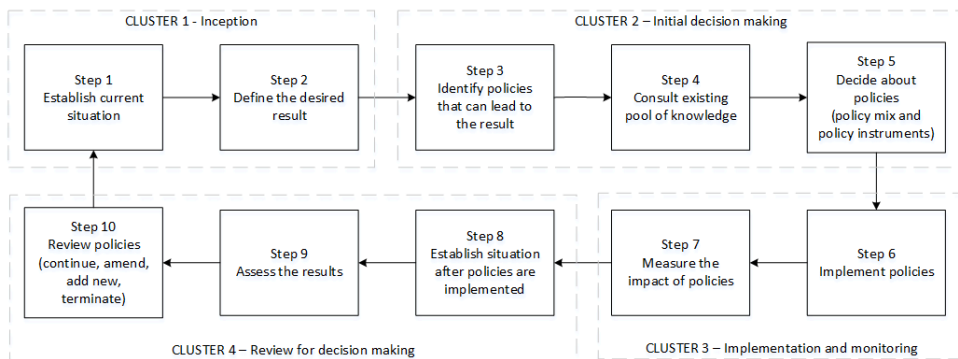 CLUSTER 1 - Inception
CLUSTER 2 – Initial decision making
Step 1
Establish current
situation
Step 2
Define the desired
result
Step 3
Identify policies
that can lead to
the result
Step 4
Consult existing
pool of knowledge
Step 5
Decide about
policies
(policy mix and
policy instruments)
Step 10
Review policies
(continue, amend,
add new,
terminate)
Step 9
Assess the results
Step 8
Establish situation
after policies are
implemented
Step 7
Measure the
impact of policies
Step 6
Implement policies
CLUSTER 4 – Review for decision making
CLUSTER 3 – Implementation and monitoring